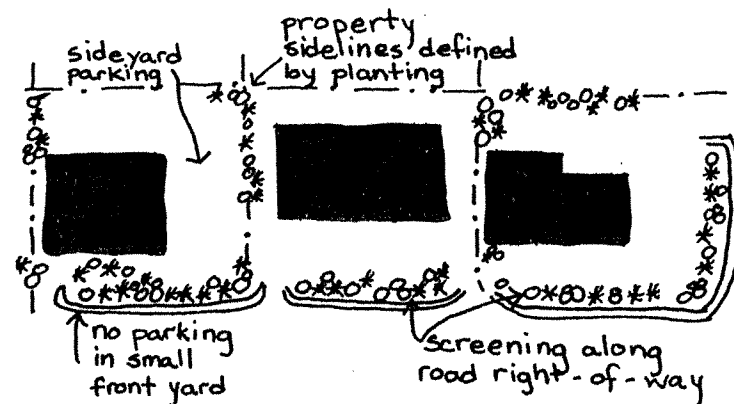 sideyard
parking
property
sidelines defined
by planting
no parking
in small
front yard
screening along
road right-of-way